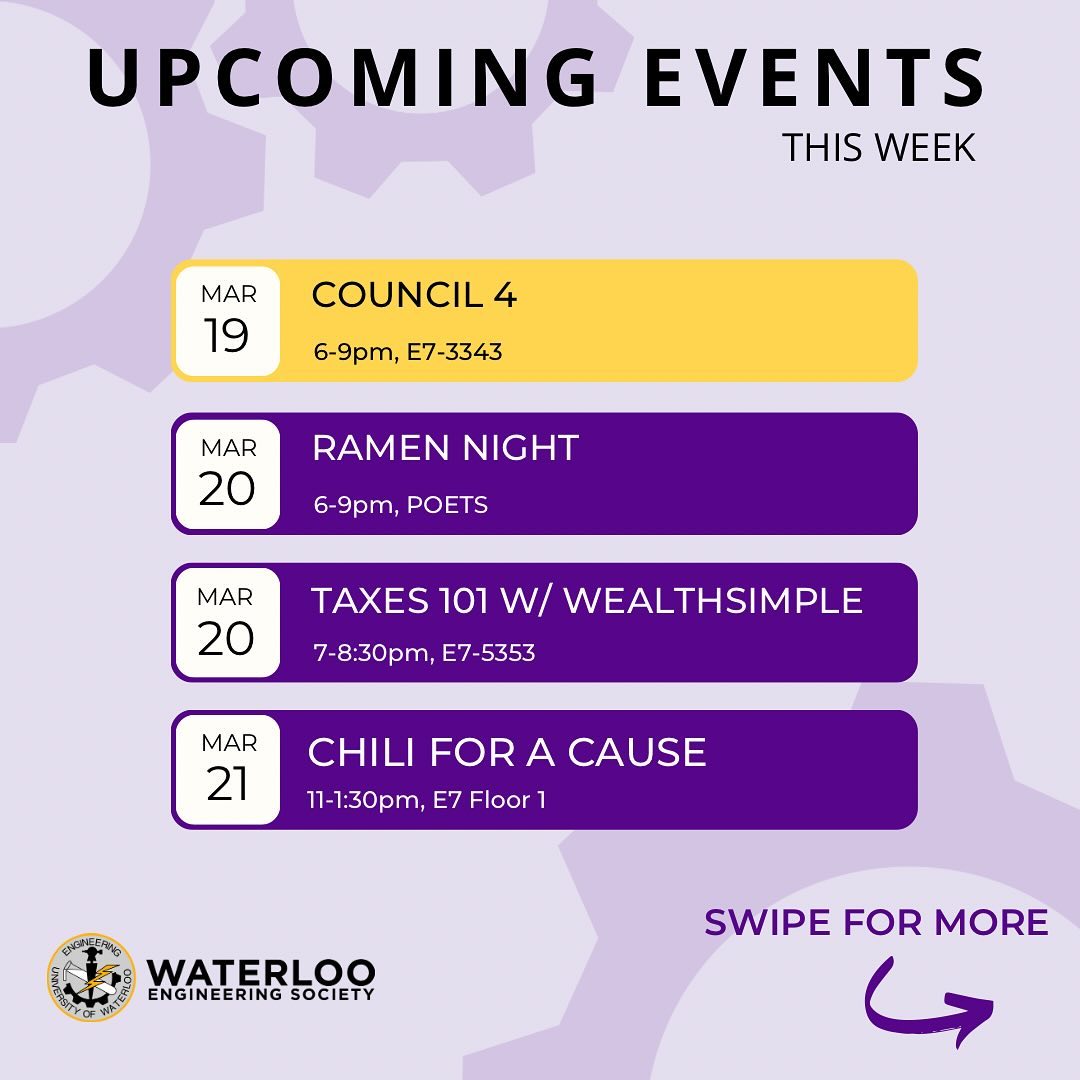 UPCOMING EVENTS
THIS WEEK
MAR
19
COUNCIL 4
6-9pm, E7-3343
MAR
20
RAMEN NIGHT
6-9pm, POETS
MAR
20
TAXES 101 W/ WEALTHSIMPLE
7-8:30pm, E7-5353
MAR
21
CHILI FOR A CAUSE
11-1:30pm, E7 Floor 1
SWIPE FOR MORE
ENGINEERING
UNIVERSITY OF WATERLOO
WATERLOO
ENGINEERING SOCIETY